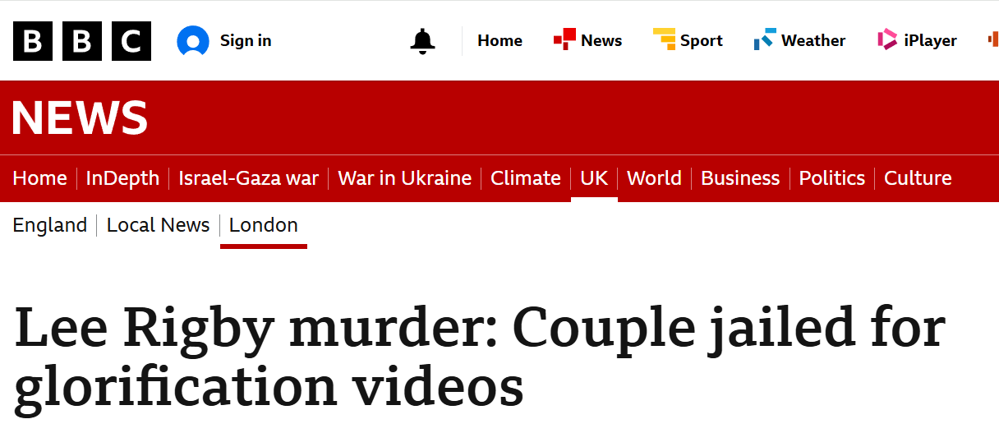 BBC Sign in Home News Sport Weather iPlayer
NEWS
Home InDepth Israel-Gaza war War in Ukraine Climate UK World Business Politics Culture
England Local News London
Lee Rigby murder: Couple jailed for
glorification videos